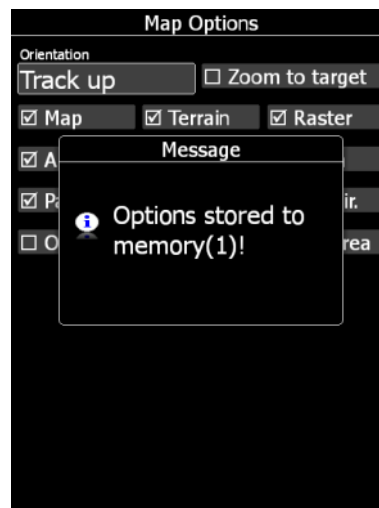 Map Options
Orientation
Track up
Zoom to target
Map
Terrain
Raster
Message
Options stored to
memory(1)!